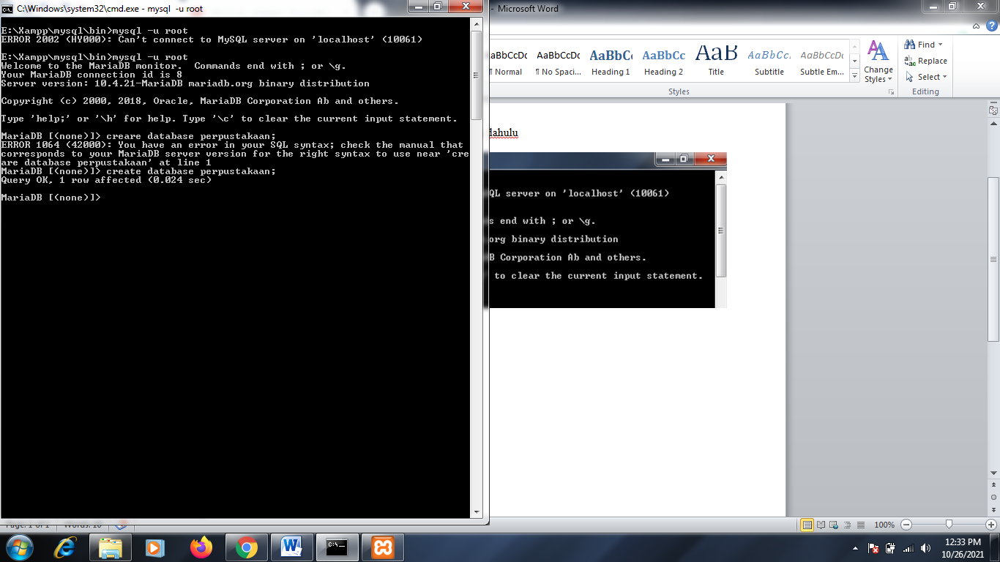 C:\Windows\system32\cmd.exe - mysql -u root
E:\Xampp\mysql\bin>mysql -u root
ERROR 2002 (HY000): Can't connect to MySQL server on 'localhost' (10061)
E:\Xampp\mysql\bin>mysql -u root
Welcome to the MariaDB monitor.  Commands end with ; or \g.
Your MariaDB connection id is 8
Server version: 10.4.21-MariaDB mariadb.org binary distribution
Copyright (c) 2000, 2018, Oracle, MariaDB Corporation Ab and others.
Type 'help;' or '\h' for help. Type '\c' to clear the current input statement.
MariaDB [(none)]> creare database perpustakaan;
ERROR 1064 (42000): You have an error in your SQL syntax; check the manual that
corresponds to your MariaDB server version for the right syntax to use near 'cre
are database perpustakaan' at line 1
MariaDB [(none)]> create database perpustakaan;
Query OK, 1 row affected (0.024 sec)
MariaDB [(none)]>
- Microsoft Word
AaBbCcDc AaBbCcDc AaBbC AaBbCc AaB AaBbCc. AaBbCcDc
¶ Normal ¶ No Spaci... Heading 1 Heading 2 Title Subtitle Subtle Em...
Change
Styles
Styles
Find
Replace
Select
Editing
dahulu
QL server on 'localhost' (10061)
s end with ; or \g.
org binary distribution
B Corporation Ab and others.
to clear the current input statement.
Page: 1 of 1 Words: 10
100%
C:\_
12:33 PM
10/26/2021